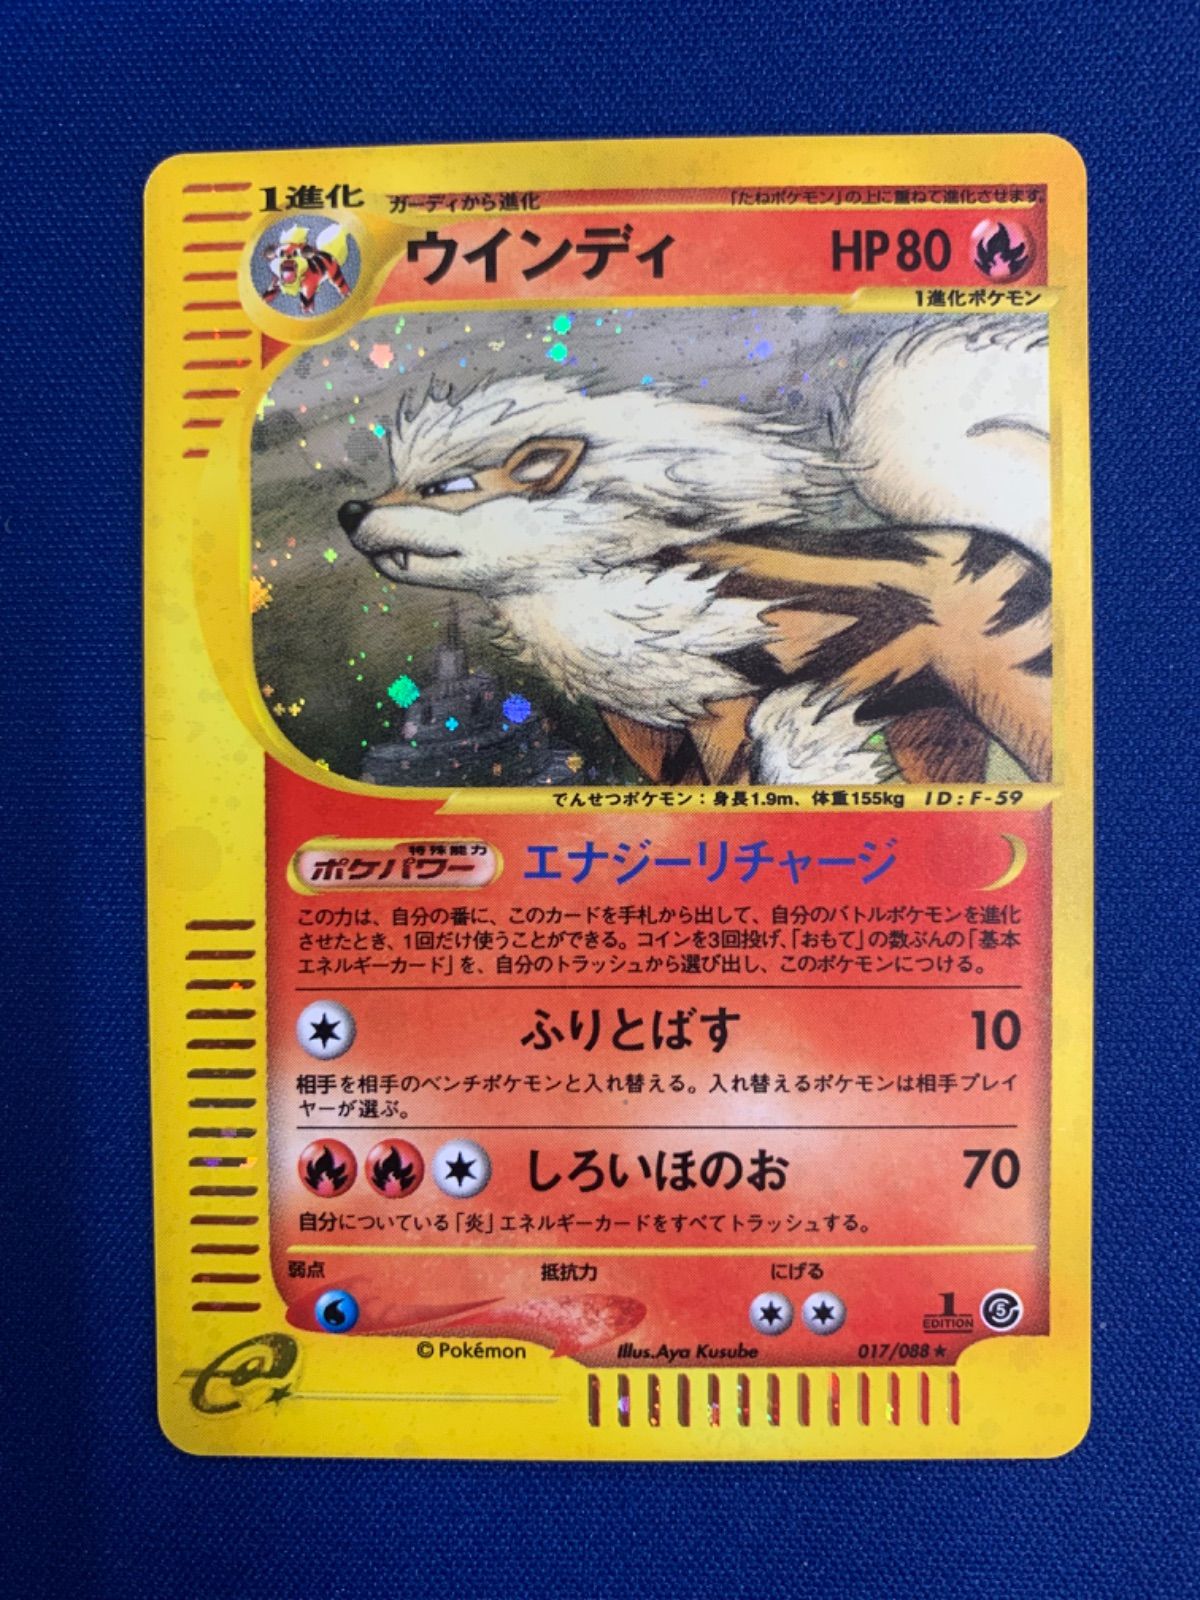 1進化 ガーディから進化 「たねポケモン」の上に重ねて進化させます。
ウインディ HP80
1進化ポケモン
でんせつポケモン：身長1.9m、体重155kg ID:F-59
特殊能力
ポケパワー エナジーリチャージ
この力は、自分の番に、このカードを手札から出して、自分のバトルポケモンを進化
させたとき、1回だけ使うことができる。コインを3回投げ、「おもて」の数ぶんの「基本
エネルギーカード」を、自分のトラッシュから選び出し、このポケモンにつける。
ふりとばす 10
相手を相手のベンチポケモンと入れ替える。入れ替えるポケモンは相手プレイ
ヤーが選ぶ。
しろいほのお 70
自分についている「炎」エネルギーカードをすべてトラッシュする。
弱点 抵抗力 にげる
1
EDITION
5
© Pokémon Illus.Aya Kusube 017/088★
e